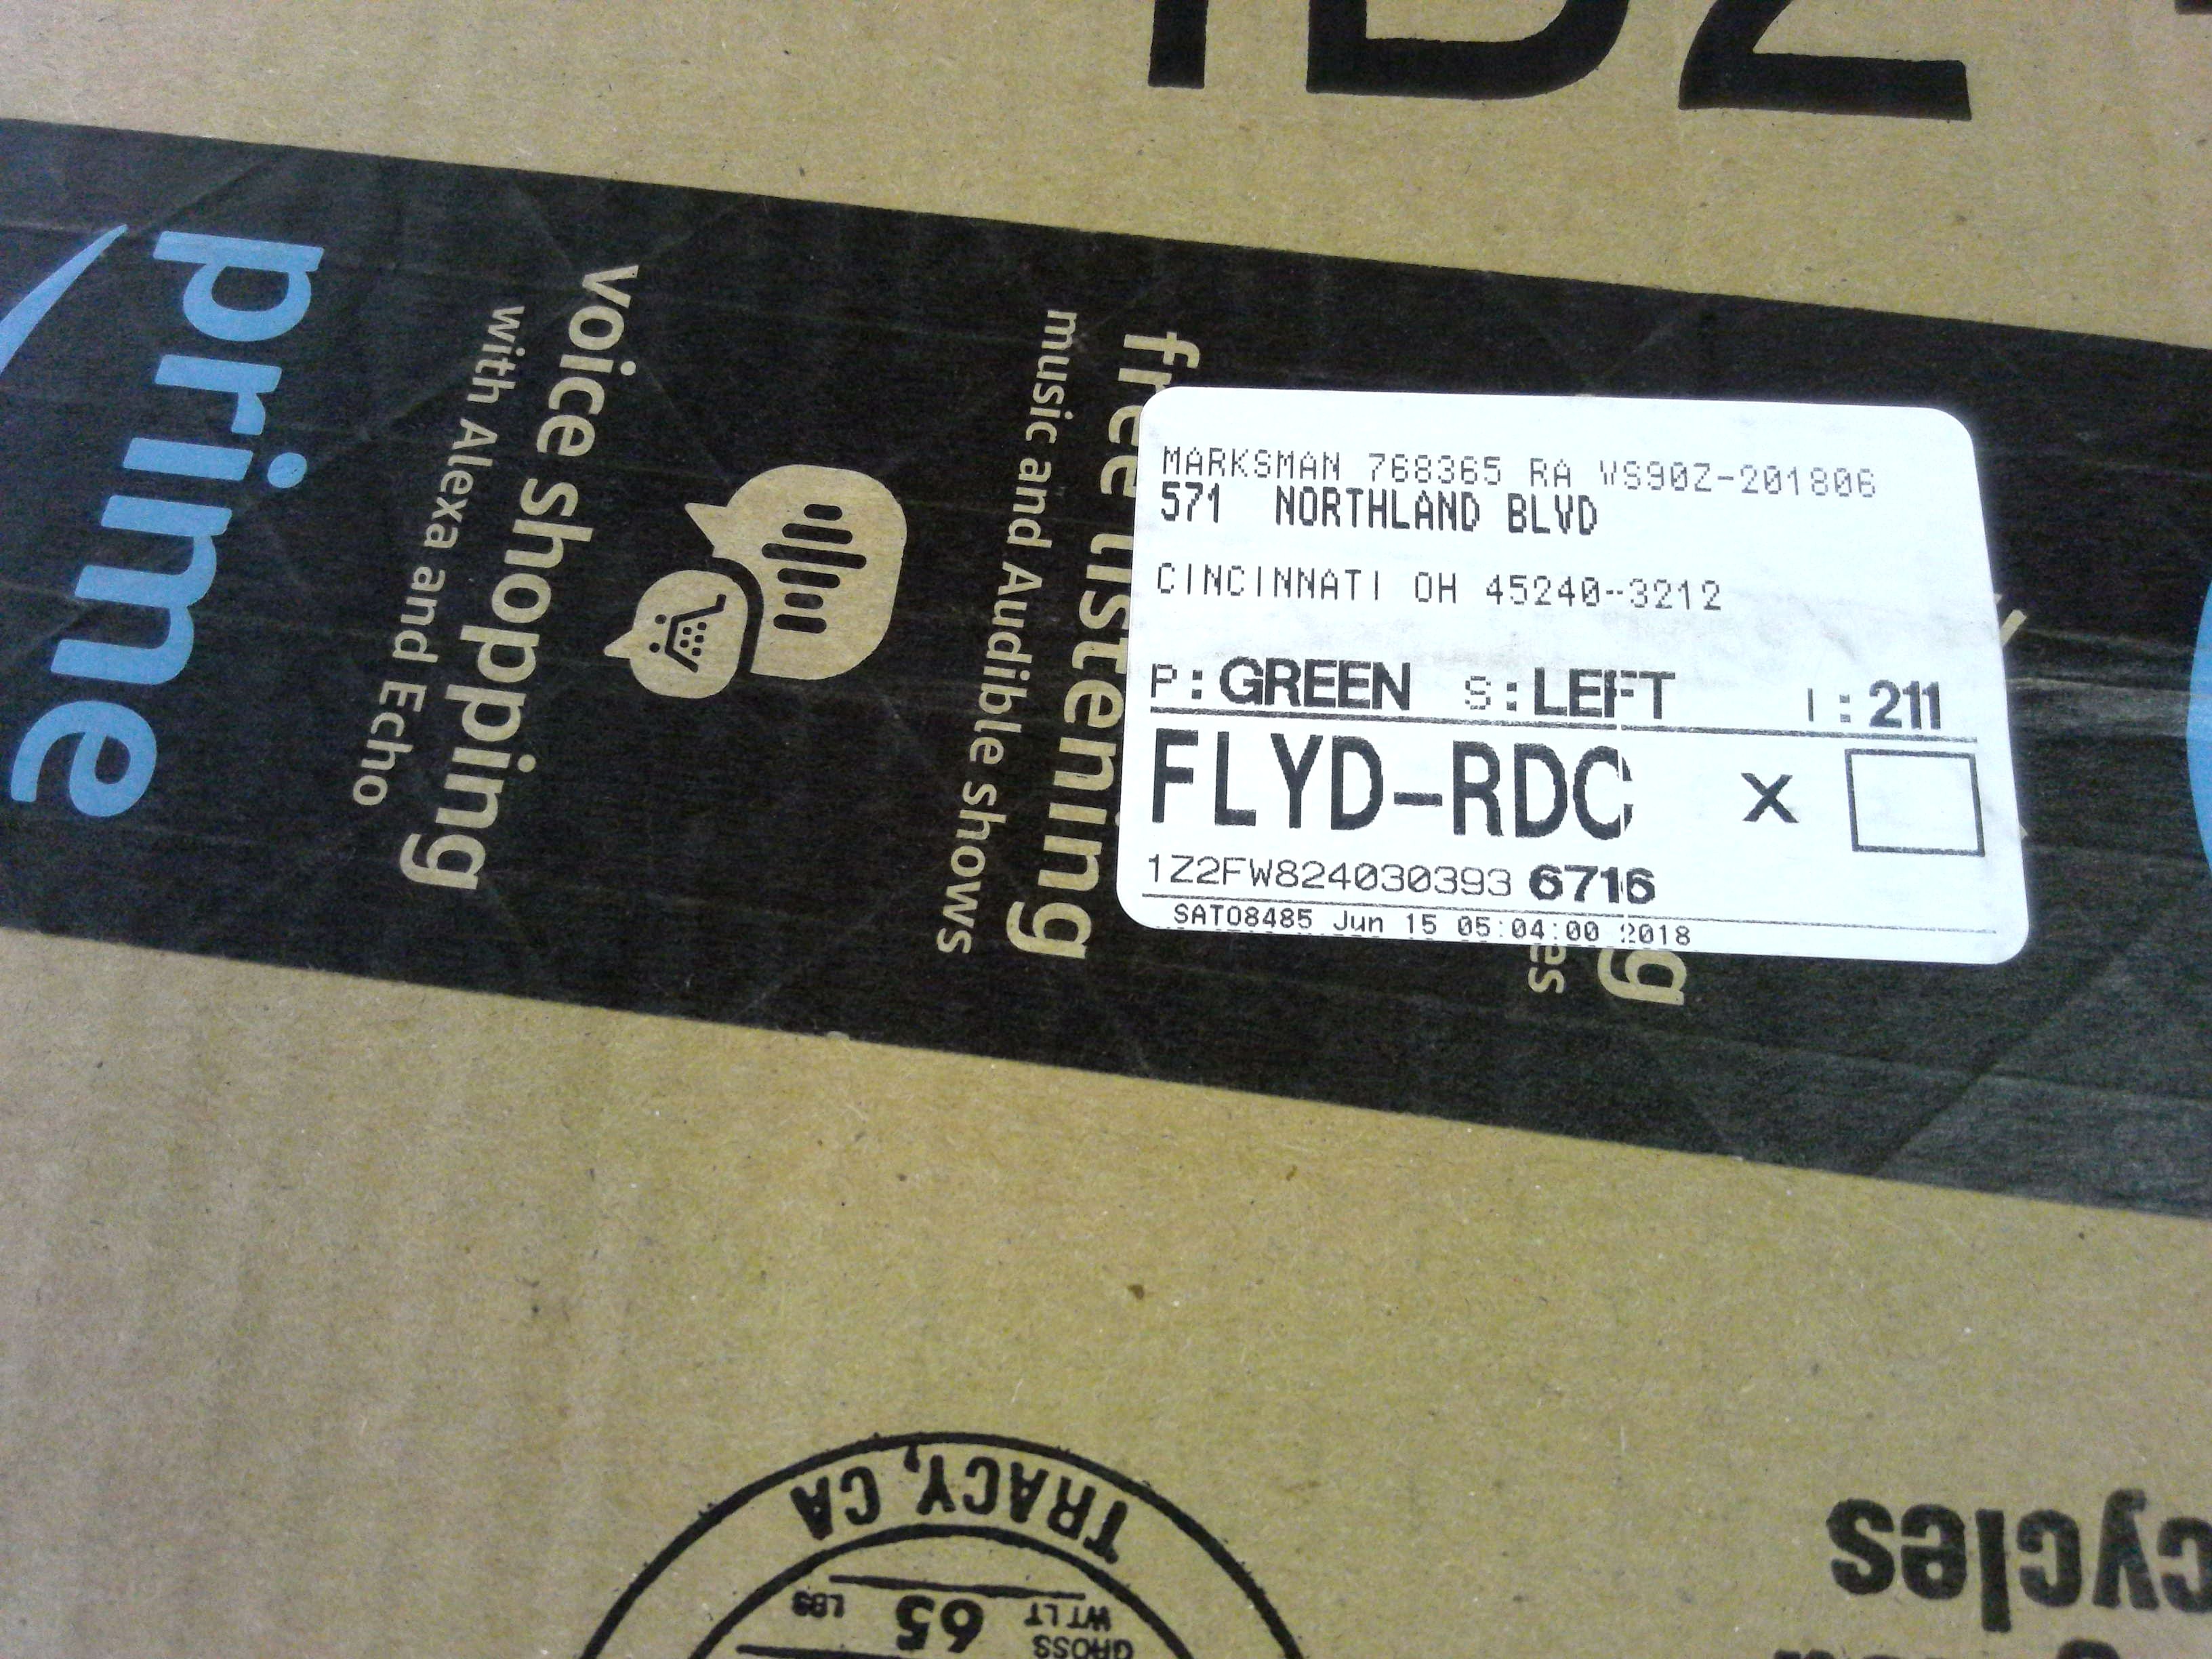 prime
voice shopping
with Alexa and Echo
listening
music and Audible shows
MARKSMAN 768365 RA WS90Z-201806
571 NORTHLAND BLVD
CINCINNATI OH 45240-3212
P: GREEN S: LEFT I: 211
FLYD-RDC X
1Z2FW824030393 6716
SAT08485 Jun 15 05:04:00 2018
TRACY, CA
GROSS
WT LT 65 LBS
cycles